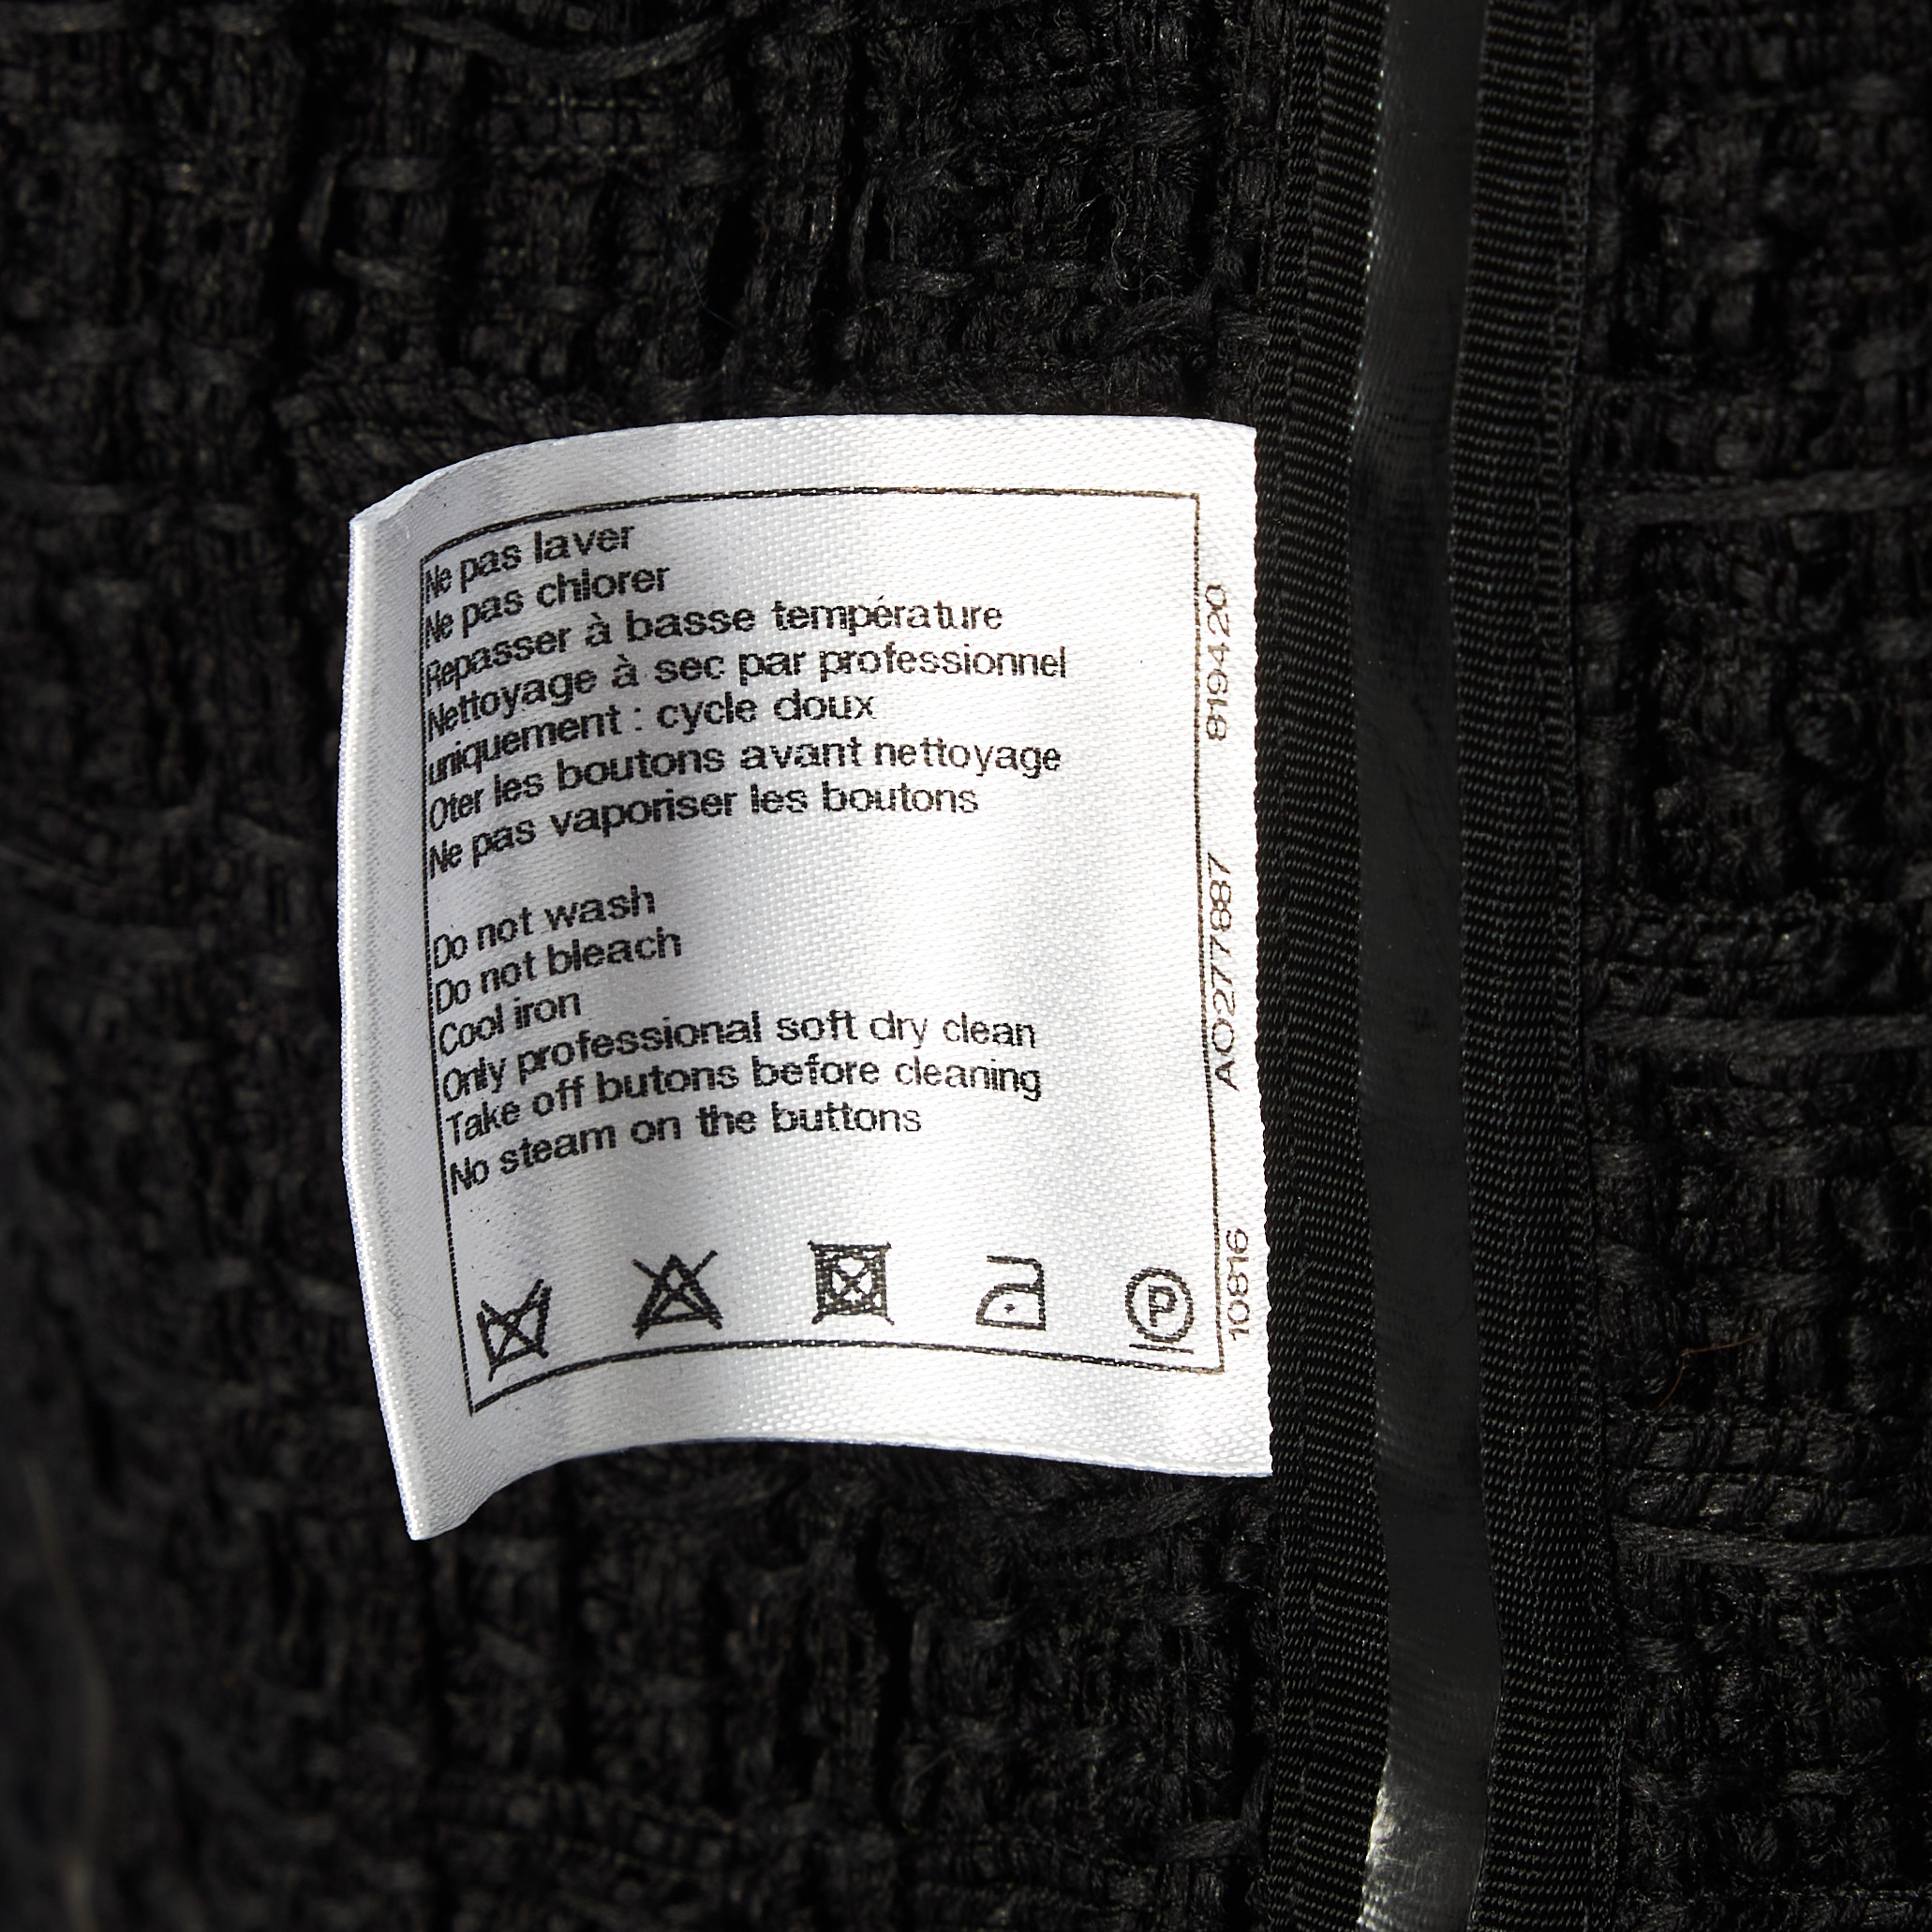 Ne pas laver
Ne pas chlorer
Repasser à basse température
Nettoyage à sec par professionnel
uniquement : cycle doux
Oter les boutons avant nettoyage
Ne pas vaporiser les boutons
Do not wash
Do not bleach
Cool iron
Only professional soft dry clean
Take off butons before cleaning
No steam on the buttons
P
10816
A0277887
819420